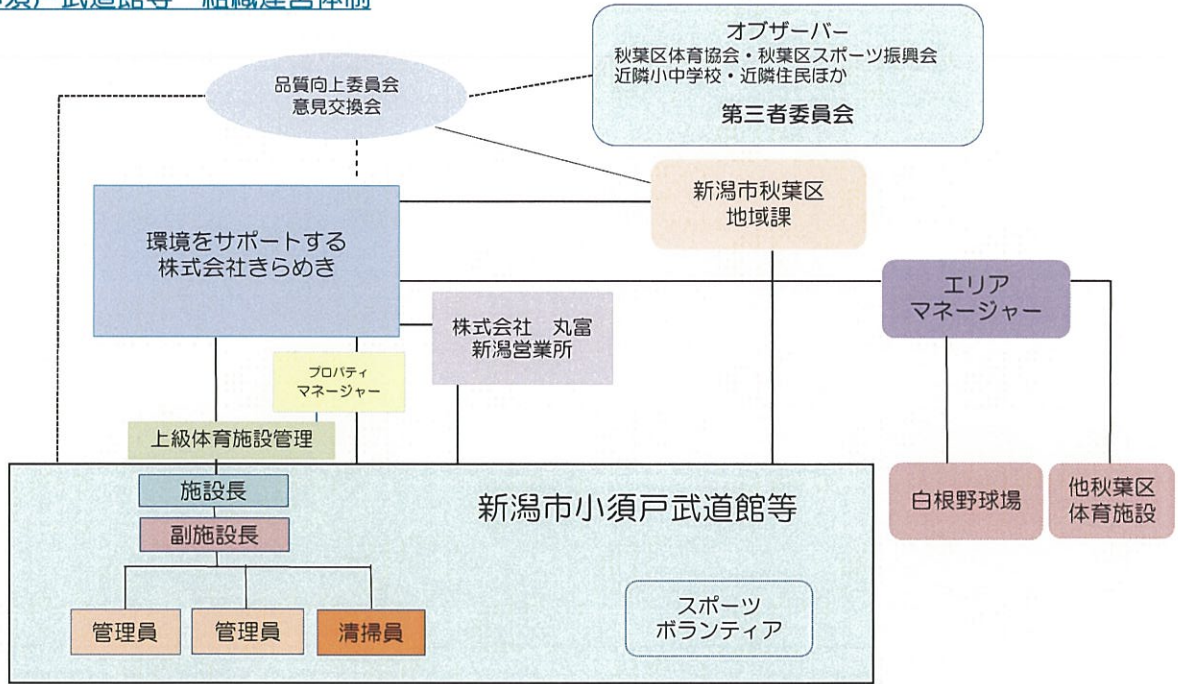 須戸武道館等 組織運営体制
オブザーバー
秋葉区体育協会・秋葉区スポーツ振興会
近隣小中学校・近隣住民ほか
第三者委員会
品質向上委員会
意見交換会
新潟市秋葉区
地域課
環境をサポートする
株式会社きらめき
エリア
マネージャー
株式会社 丸富
新潟営業所
プロパティ
マネージャー
上級体育施設管理
施設長
副施設長
管理員
管理員
清掃員
新潟市小須戸武道館等
スポーツ
ボランティア
白根野球場
他秋葉区
体育施設